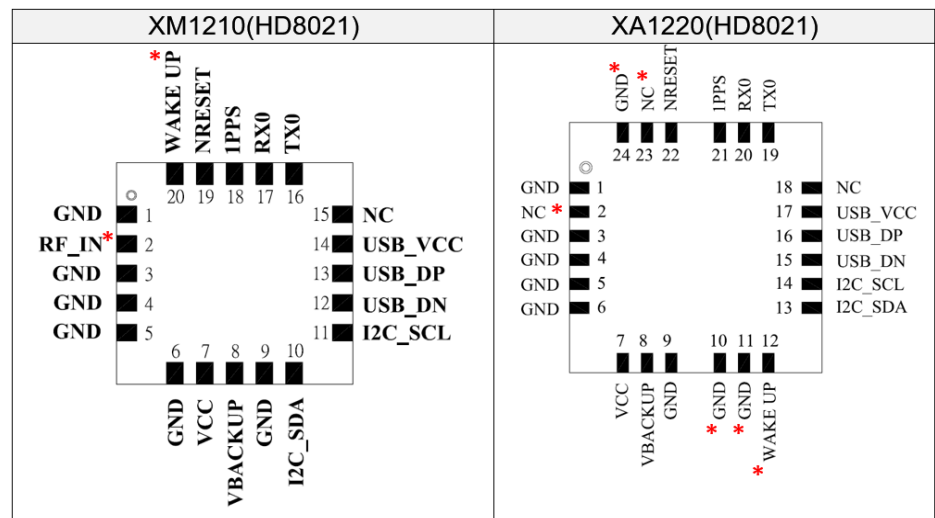 XM1210(HD8021)
XA1220(HD8021)
* WAKE UP
NRESET
1PPS
RX0
TX0
20 19 18 17 16
GND 1
RF_IN* 2
GND 3
GND 4
GND 5
15 NC
14 USB_VCC
13 USB_DP
12 USB_DN
11 I2C_SCL
6 7 8 9 10
GND
VCC
VBACKUP
GND
I2C_SDA
GND *
NC *
NRESET
1PPS
RX0
TX0
24 23 22 21 20 19
GND 1
NC * 2
GND 3
GND 4
GND 5
GND 6
18 NC
17 USB_VCC
16 USB_DP
15 USB_DN
14 I2C_SCL
13 I2C_SDA
7 8 9 10 11 12
VCC
VBACKUP
GND
* GND
* GND
* WAKE UP